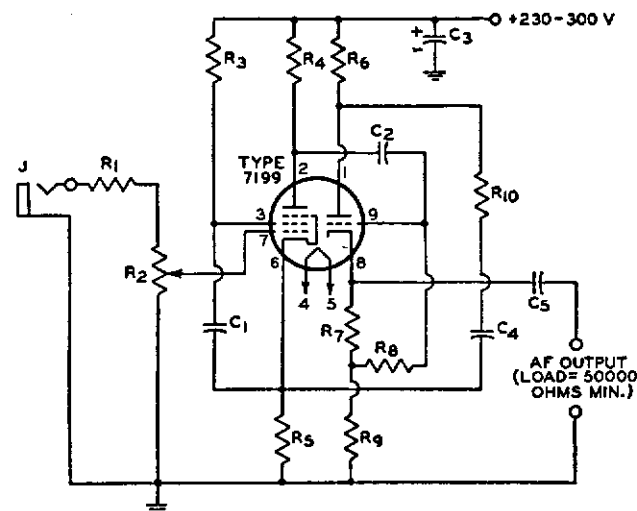 +230-300 V
+
-
C3
R3
R4
R6
C2
TYPE
7199
2
1
J
R1
R10
3
7
9
R2
6
8
4
5
C5
C1
R7
R8
C4
AF OUTPUT
(LOAD= 50000
OHMS MIN.)
R5
R9